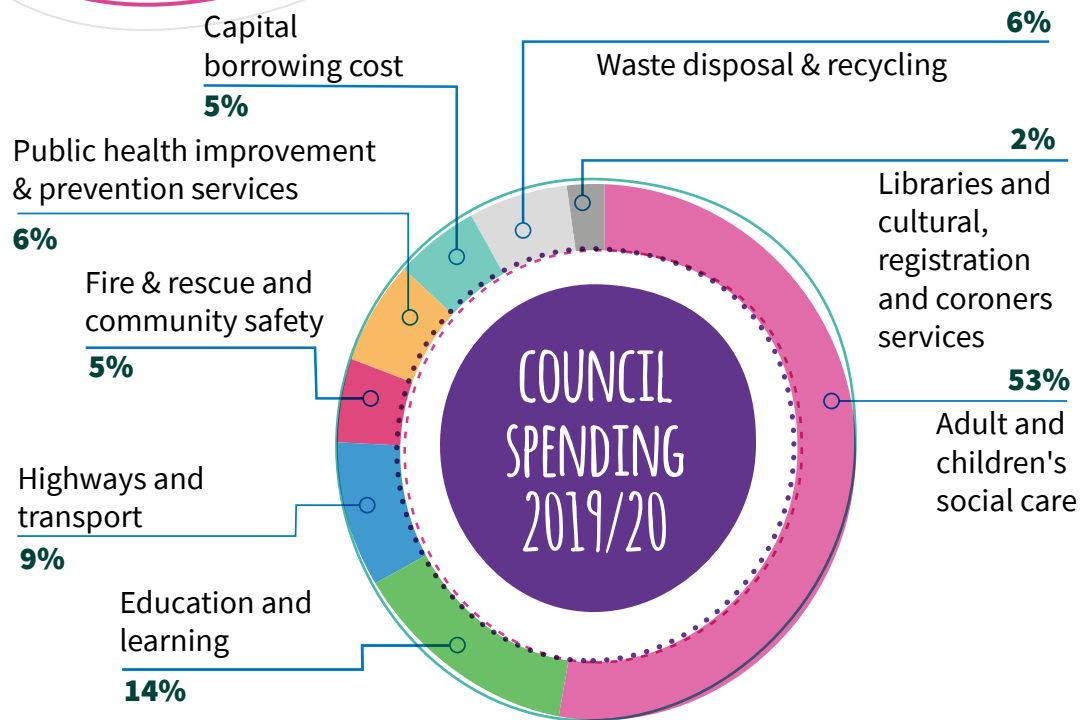 Capital
borrowing cost
5%
6%
Waste disposal & recycling
Public health improvement
& prevention services
6%
2%
Libraries and
cultural,
registration
and coroners
services
Fire & rescue and
community safety
5%
53%
Adult and
children's
social care
COUNCIL
SPENDING
2019/20
Highways and
transport
9%
Education and
learning
14%